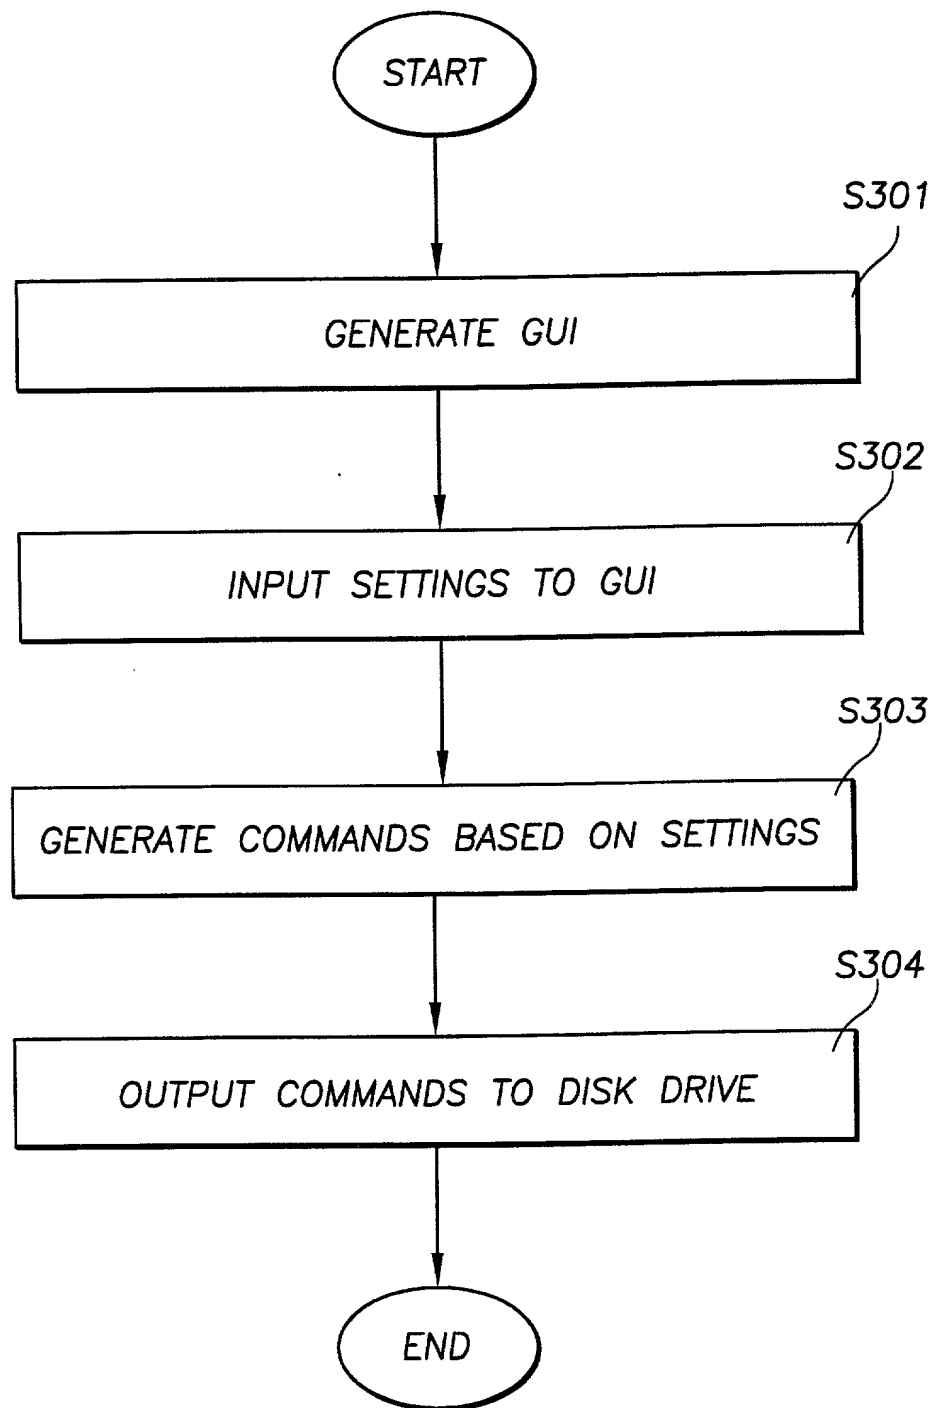 START
S301
GENERATE GUI
S302
INPUT SETTINGS TO GUI
S303
GENERATE COMMANDS BASED ON SETTINGS
S304
OUTPUT COMMANDS TO DISK DRIVE
END